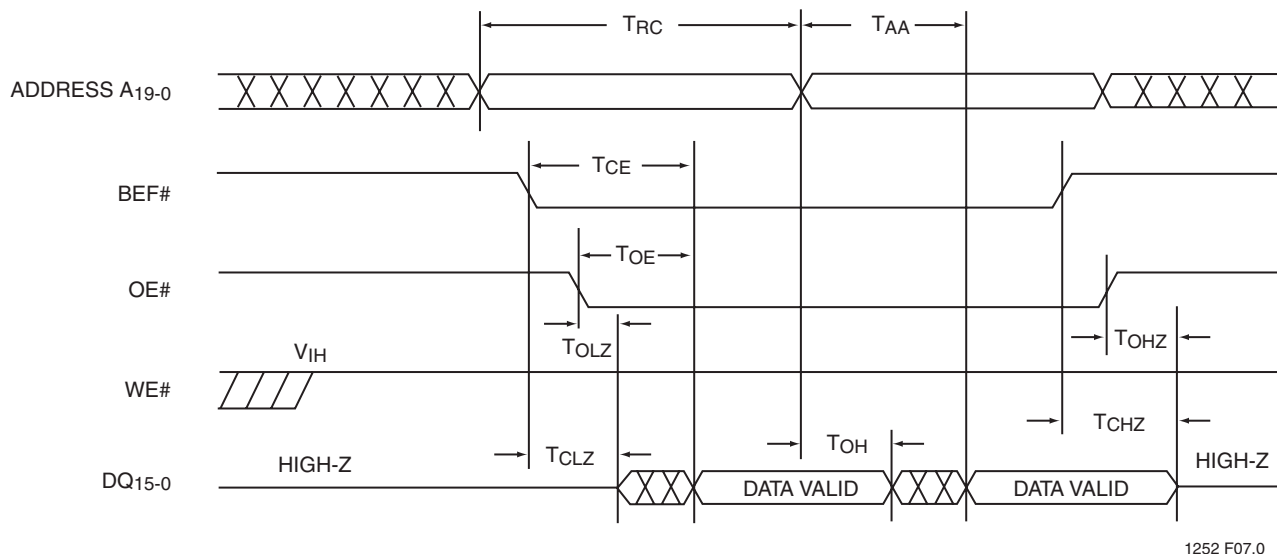 TRC
TAA
ADDRESS A19-0
TCE
BEF#
TOE
OE#
TOLZ
TOHZ
VIH
WE#
TCHZ
TCLZ
TOH
HIGH-Z
HIGH-Z
DQ15-0
DATA VALID
DATA VALID
1252 F07.0